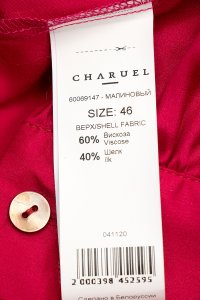 CHARUEL
60069147 - МАЛИНОВЫЙ
SIZE: 46
ВЕРХ/SHELL FABRIC
60% Вискоза
Viscose
40% Шелк
ilk
041120
2 000398 452595
Сделано в Белоруссии